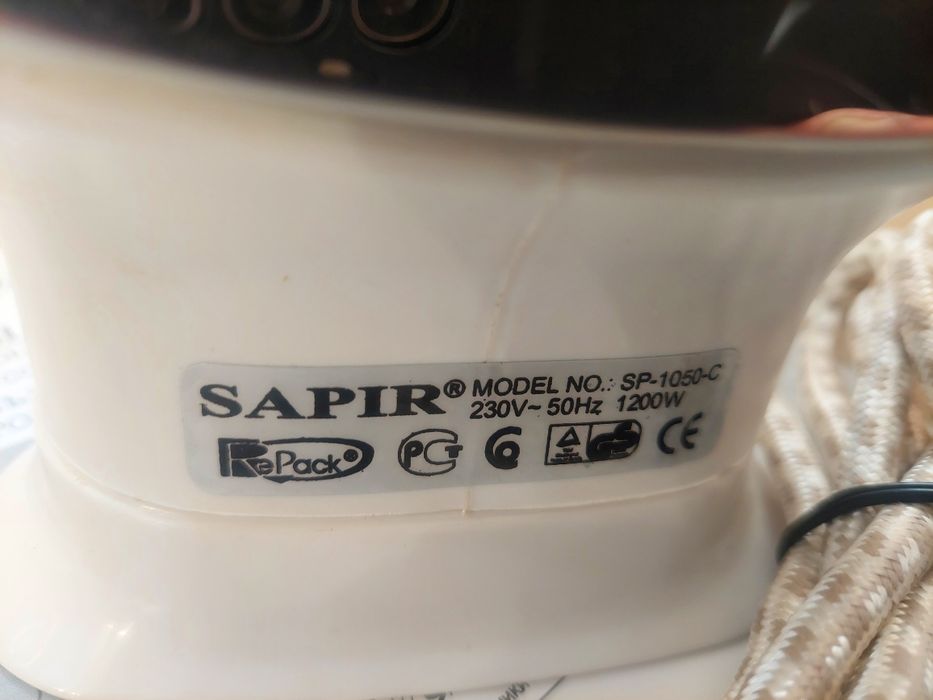 SAPIR® MODEL NO.: SP-1050-C
230V~ 50Hz 1200W
RePack® PCT CE